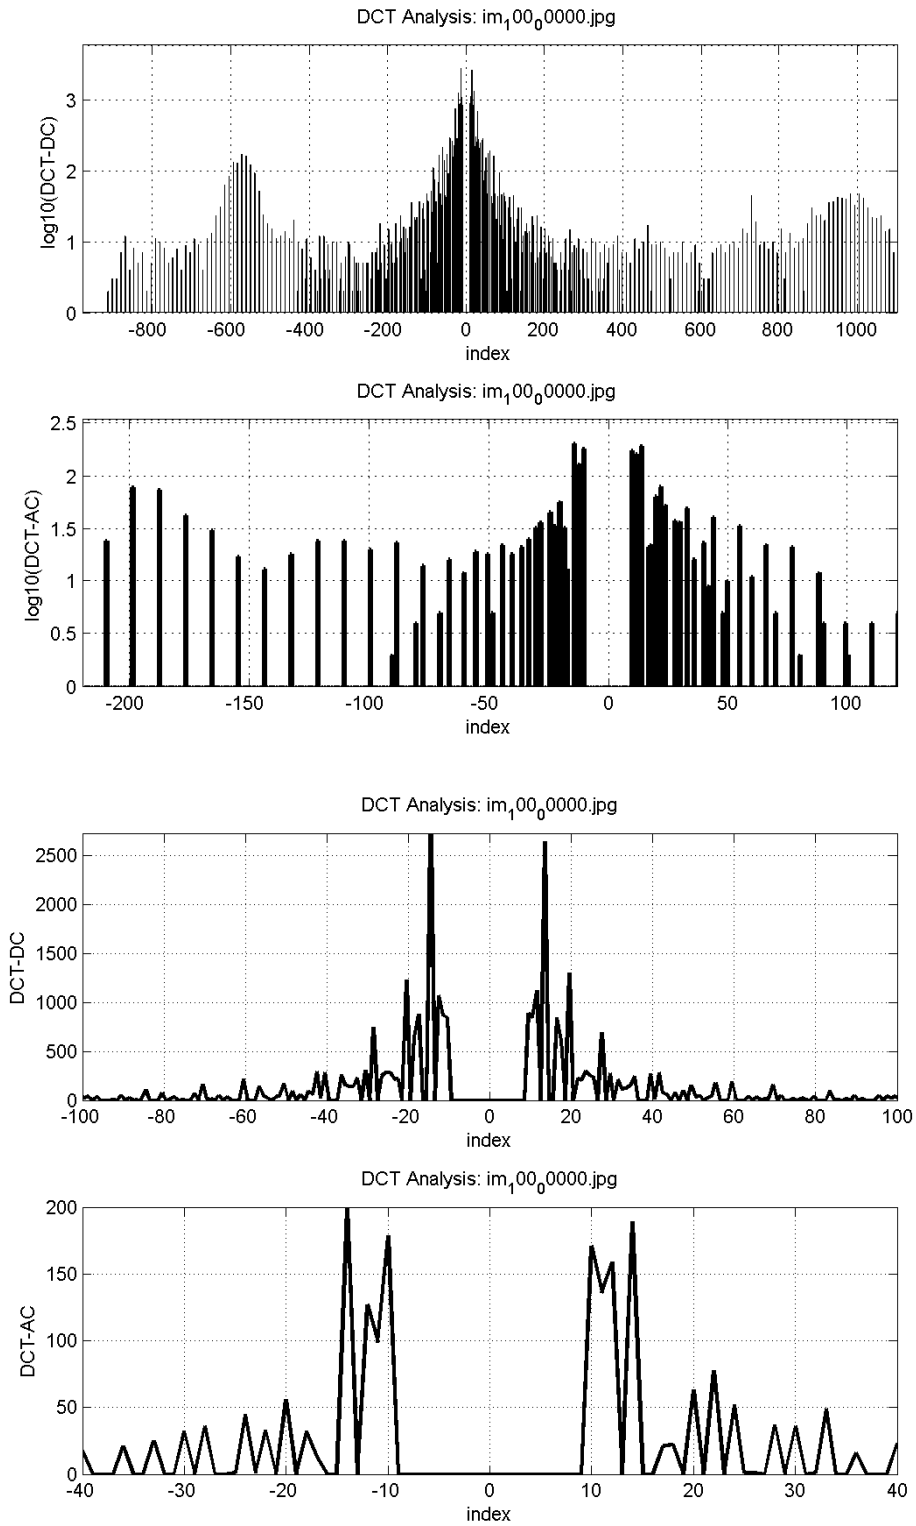 DCT Analysis: im₁00₀0000.jpg
log10(DCT-DC)
3
2
1
0
-800 -600 -400 -200 0 200 400 600 800 1000
index
DCT Analysis: im₁00₀0000.jpg
log10(DCT-AC)
2.5
2
1.5
1
0.5
0
-200 -150 -100 -50 0 50 100
index
DCT Analysis: im₁00₀0000.jpg
DCT-DC
2500
2000
1500
1000
500
0
-100 -80 -60 -40 -20 0 20 40 60 80 100
index
DCT Analysis: im₁00₀0000.jpg
DCT-AC
200
150
100
50
0
-40 -30 -20 -10 0 10 20 30 40
index